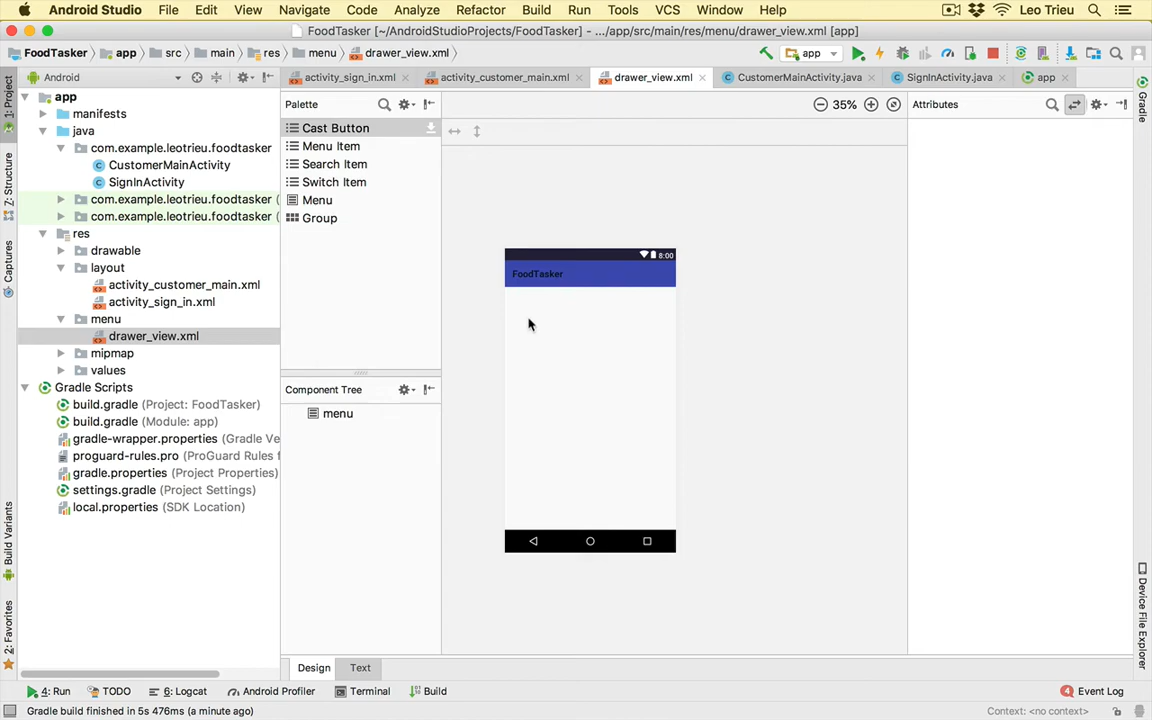 Android Studio File Edit View Navigate Code Analyze Refactor Build Run Tools VCS Window Help Leo Trieu
FoodTasker [~/AndroidStudioProjects/FoodTasker] - .../app/src/main/res/menu/drawer_view.xml [app]
FoodTasker app src main res menu drawer_view.xml app
Android activity_sign_in.xml activity_customer_main.xml drawer_view.xml CustomerMainActivity.java SignInActivity.java app
1: Project
Z: Structure
Captures
Build Variants
2: Favorites
app
manifests
java
com.example.leotrieu.foodtasker
CustomerMainActivity
SignInActivity
com.example.leotrieu.foodtasker (
com.example.leotrieu.foodtasker (
res
drawable
layout
activity_customer_main.xml
activity_sign_in.xml
menu
drawer_view.xml
mipmap
values
Gradle Scripts
build.gradle (Project: FoodTasker)
build.gradle (Module: app)
gradle-wrapper.properties (Gradle Ve
proguard-rules.pro (ProGuard Rules f
gradle.properties (Project Properties)
settings.gradle (Project Settings)
local.properties (SDK Location)
Palette
Cast Button
Menu Item
Search Item
Switch Item
Menu
Group
Component Tree
menu
35%
8:00
FoodTasker
Attributes
Gradle
Device File Explorer
Design Text
4: Run TODO 6: Logcat Android Profiler Terminal Build 4 Event Log
Gradle build finished in 5s 476ms (a minute ago) Context: <no context>